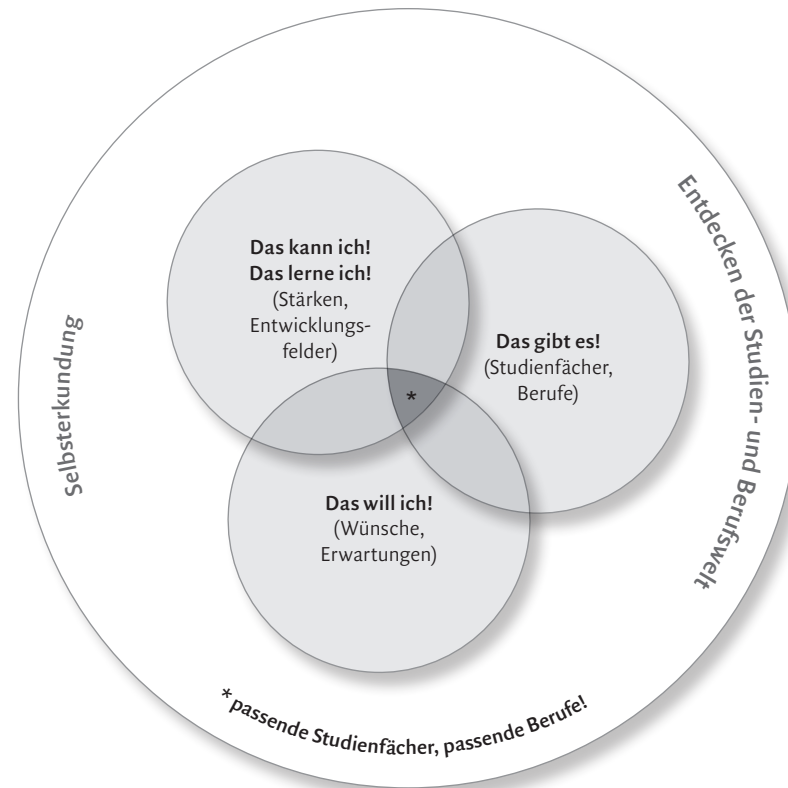 Das kann ich!
Das lerne ich!
(Stärken,
Entwicklungs-
felder)
Das gibt es!
(Studienfächer,
Berufe)
*
Das will ich!
(Wünsche,
Erwartungen)
Selbsterkundung
Entdecken der Studien- und Berufswelt
* passende Studienfächer, passende Berufe!